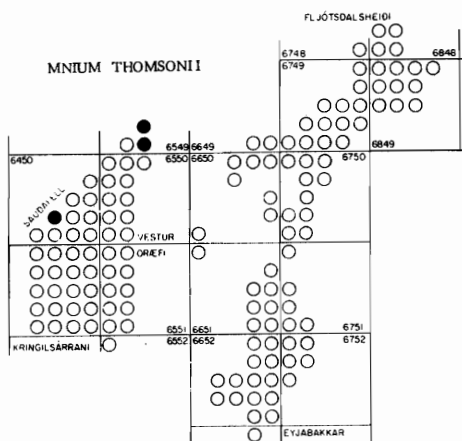 FLJÓTSDALSHEIÐI
MNIUM THOMSONII
6748 6848
6749
6549 6649 6849
6450 6550 6650 6750
SAUÐAFELL
VESTUR
ÖRÆFI
6551 6651 6751
KRINGILSÁRRANI 6552 6652 6752
EYJABAKKAR